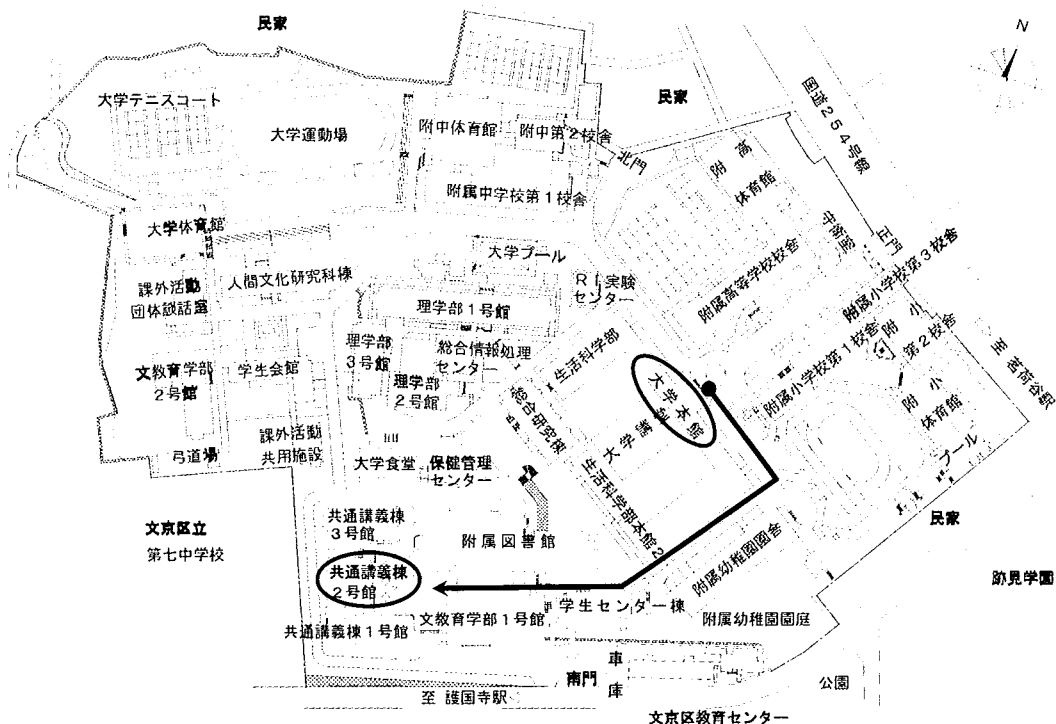 民家
N
大学テニスコート
大学運動場
附中体育館
附中第2校舎
北門
民家
国道254号線
附高
体育館
附属中学校第1校舎
守衛所
正門
大学体育館
大学プール
RI実験
センター
附属高等学校校舎
附属小学校第3校舎
課外活動
団体談話室
人間文化研究科棟
理学部1号館
附属小学校第1校舎
附小
第2校舎
至 茗荷谷駅
理学部
3号館
総合情報処理
センター
生活科学部
大学本館
文教育学部
2号館
学生会館
理学部
2号館
総合研究棟
大学講堂
附小
体育館
プール
弓道場
課外活動
共用施設
大学食堂
保健管理
センター
生活科学部本館2
民家
文京区立
第七中学校
共通講義棟
3号館
附属図書館
共通講義棟
2号館
附属幼稚園園舎
跡見学園
学生センター棟
共通講義棟1号館
文教育学部1号館
附属幼稚園園庭
南門
車庫
公園
至 護国寺駅
文京区教育センター